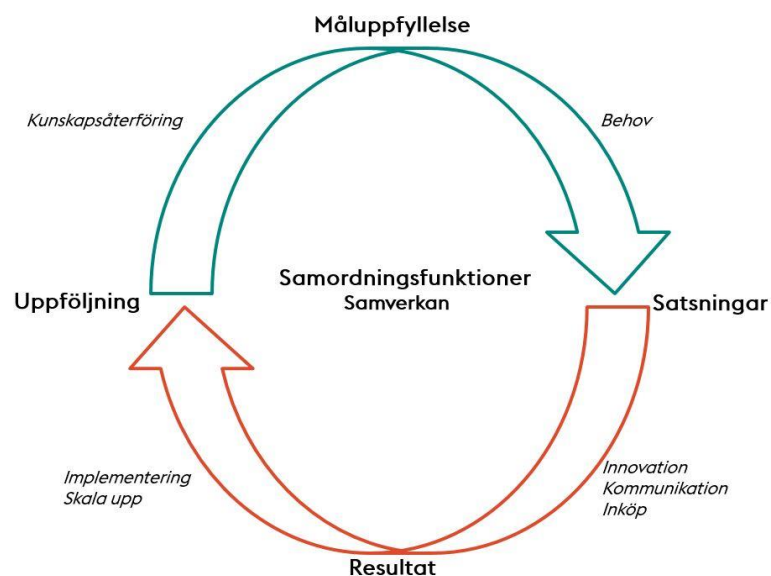 Måluppfyllelse
Kunskapsåterföring
Behov
Samordningsfunktioner
Samverkan
Uppföljning
Satsningar
Implementering
Skala upp
Innovation
Kommunikation
Inköp
Resultat